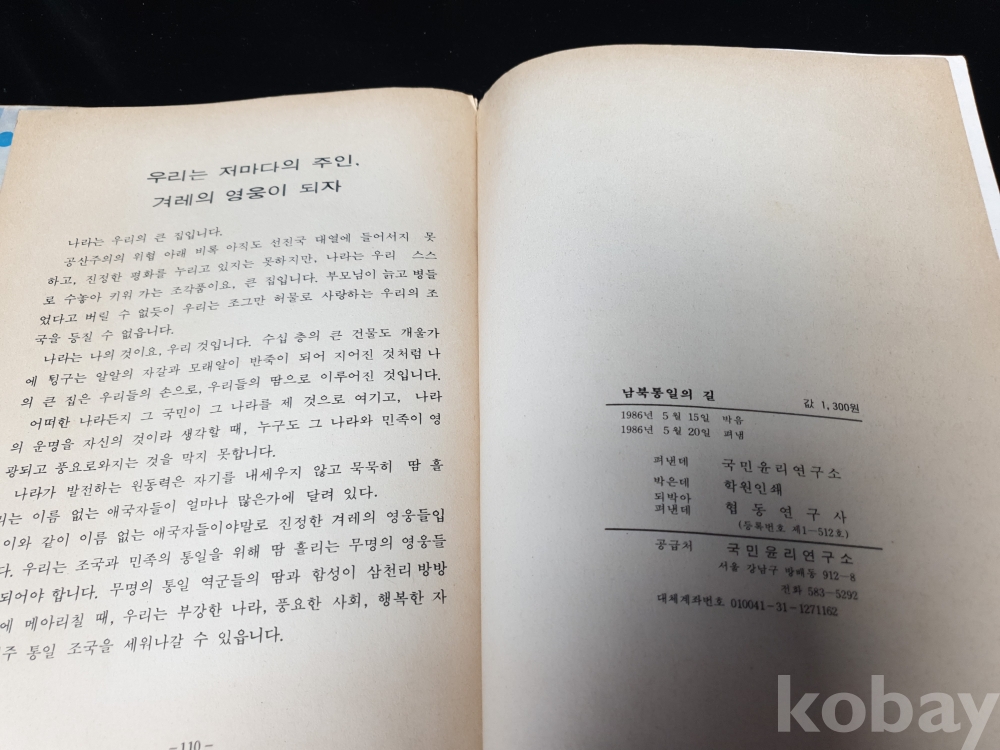 우리는 저마다의 주인.
겨레의 영웅이 되자
나라는 우리의 큰 집입니다.
공산주의의 위협 아래 비록 아직도 선진국 대열에 들어서지 못
하고, 진정한 평화를 누리고 있지는 못하지만, 나라는 우리 스스
로 수놓아 키워 가는 조각품이요, 큰 집입니다. 부모님이 늙고 병들
었다고 버릴 수 없듯이 우리는 조그만 허물로 사랑하는 우리의 조
국을 등질 수 없읍니다.
나라는 나의 것이요, 우리 것입니다. 수십 층의 큰 건물도 개울가
에 튕구는 알알의 자갈과 모래알이 반죽이 되어 지어진 것처럼 나
의 큰 집은 우리들의 손으로, 우리들의 땀으로 이루어진 것입니다.
어떠한 나라든지 그 국민이 그 나라를 제 것으로 여기고, 나라
의 운명을 자신의 것이라 생각할 때, 누구도 그 나라와 민족이 영
광되고 풍요로와지는 것을 막지 못합니다.
나라가 발전하는 원동력은 자기를 내세우지 않고 묵묵히 땀 흘
리는 이름 없는 애국자들이 얼마나 많은가에 달려 있다.
이와 같이 이름 없는 애국자들이야말로 진정한 겨레의 영웅들입
다. 우리는 조국과 민족의 통일을 위해 땀 흘리는 무명의 영웅들
되어야 합니다. 무명의 통일 역군들의 땀과 함성이 삼천리 방방
에 메아리칠 때, 우리는 부강한 나라, 풍요한 사회, 행복한 자
주 통일 조국을 세워나갈 수 있읍니다.
-110-
남북통일의 길
값 1,300원
1986년 5월 15일 박음
1986년 5월 20일 펴냄
펴낸데 국민윤리연구소
박은데 학원인쇄
되박아
펴낸데 협동연구사
(등록번호 제1-512호)
공급처 국민윤리연구소
서울 강남구 방배동 912-8
전화 583-5292
대체계좌번호 010041-31-1271162
kobay